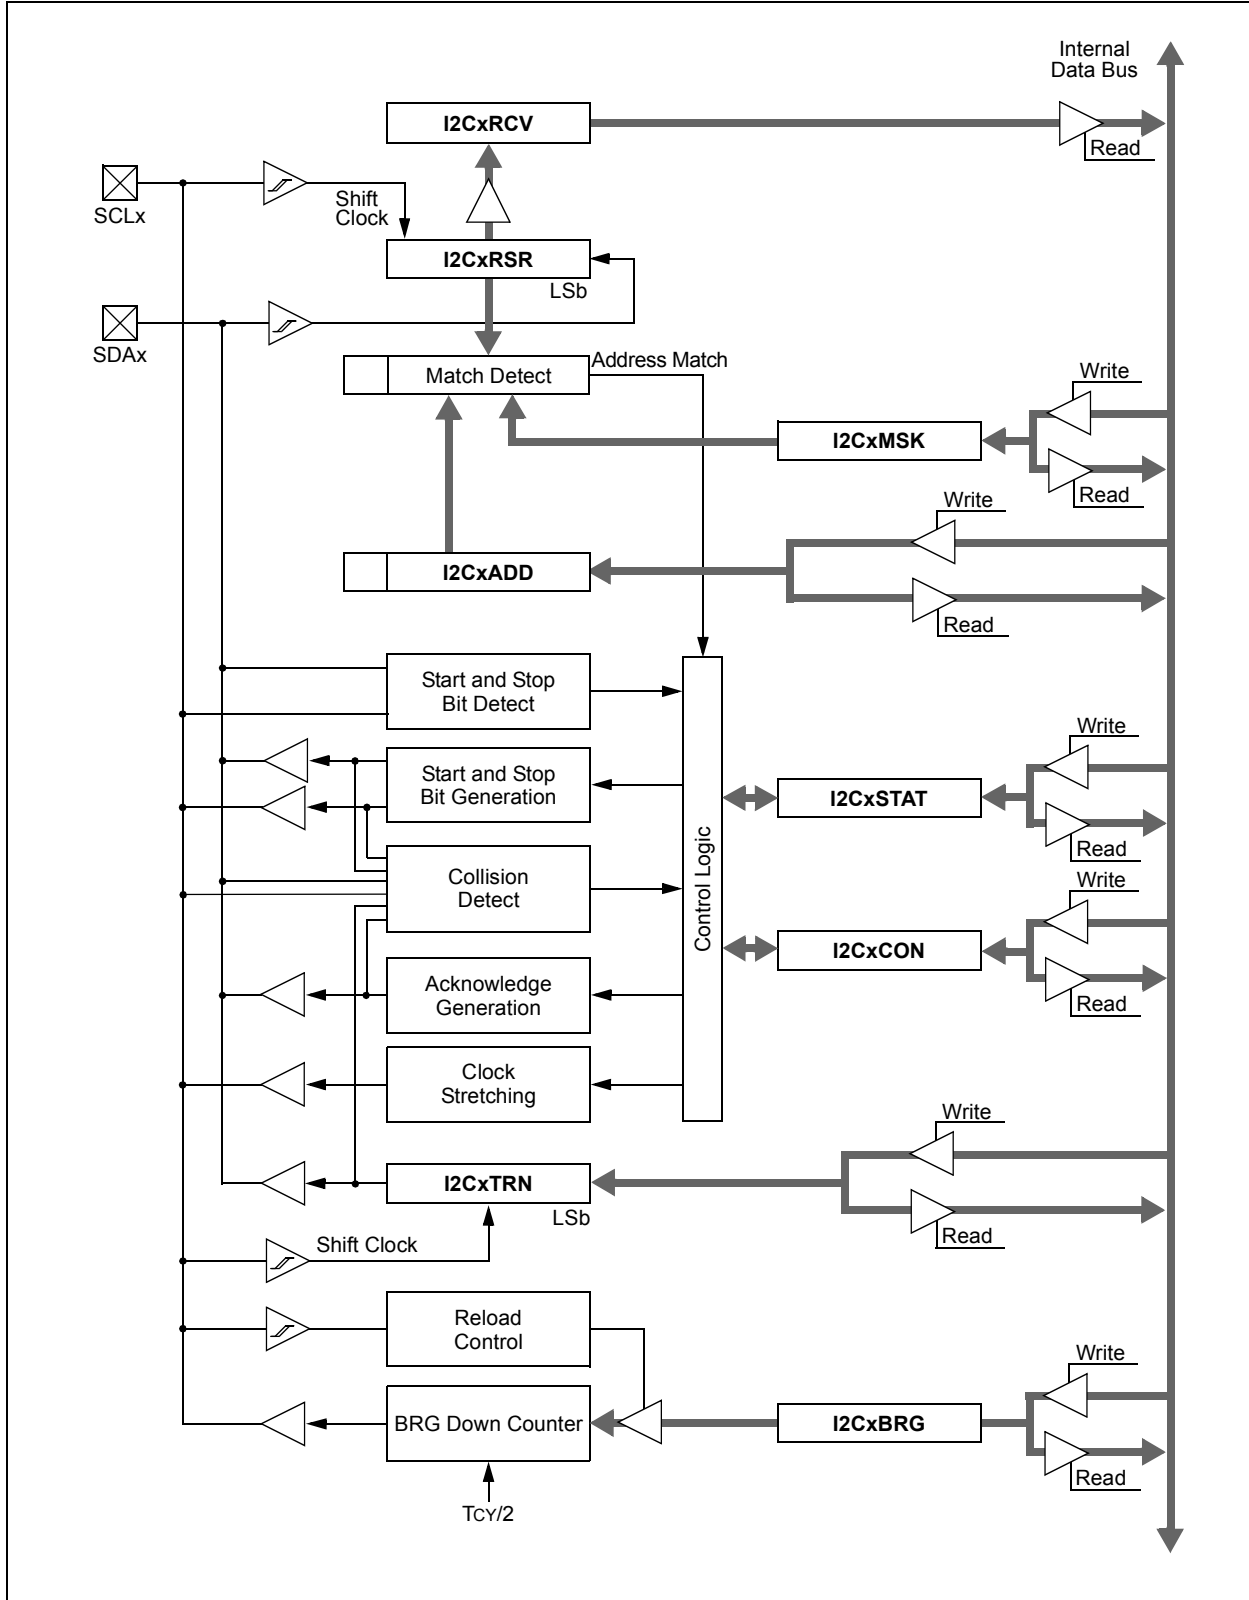 Internal
Data Bus
I2CxRCV
Read
SCLx
Shift
Clock
I2CxRSR
LSb
SDAx
Match Detect
Address Match
Write
I2CxMSK
Read
Write
I2CxADD
Read
Start and Stop
Bit Detect
Write
Start and Stop
Bit Generation
I2CxSTAT
Read
Control Logic
Collision
Detect
Write
I2CxCON
Read
Acknowledge
Generation
Clock
Stretching
Write
I2CxTRN
LSb
Read
Shift Clock
Reload
Control
Write
BRG Down Counter
I2CxBRG
Read
TCY/2